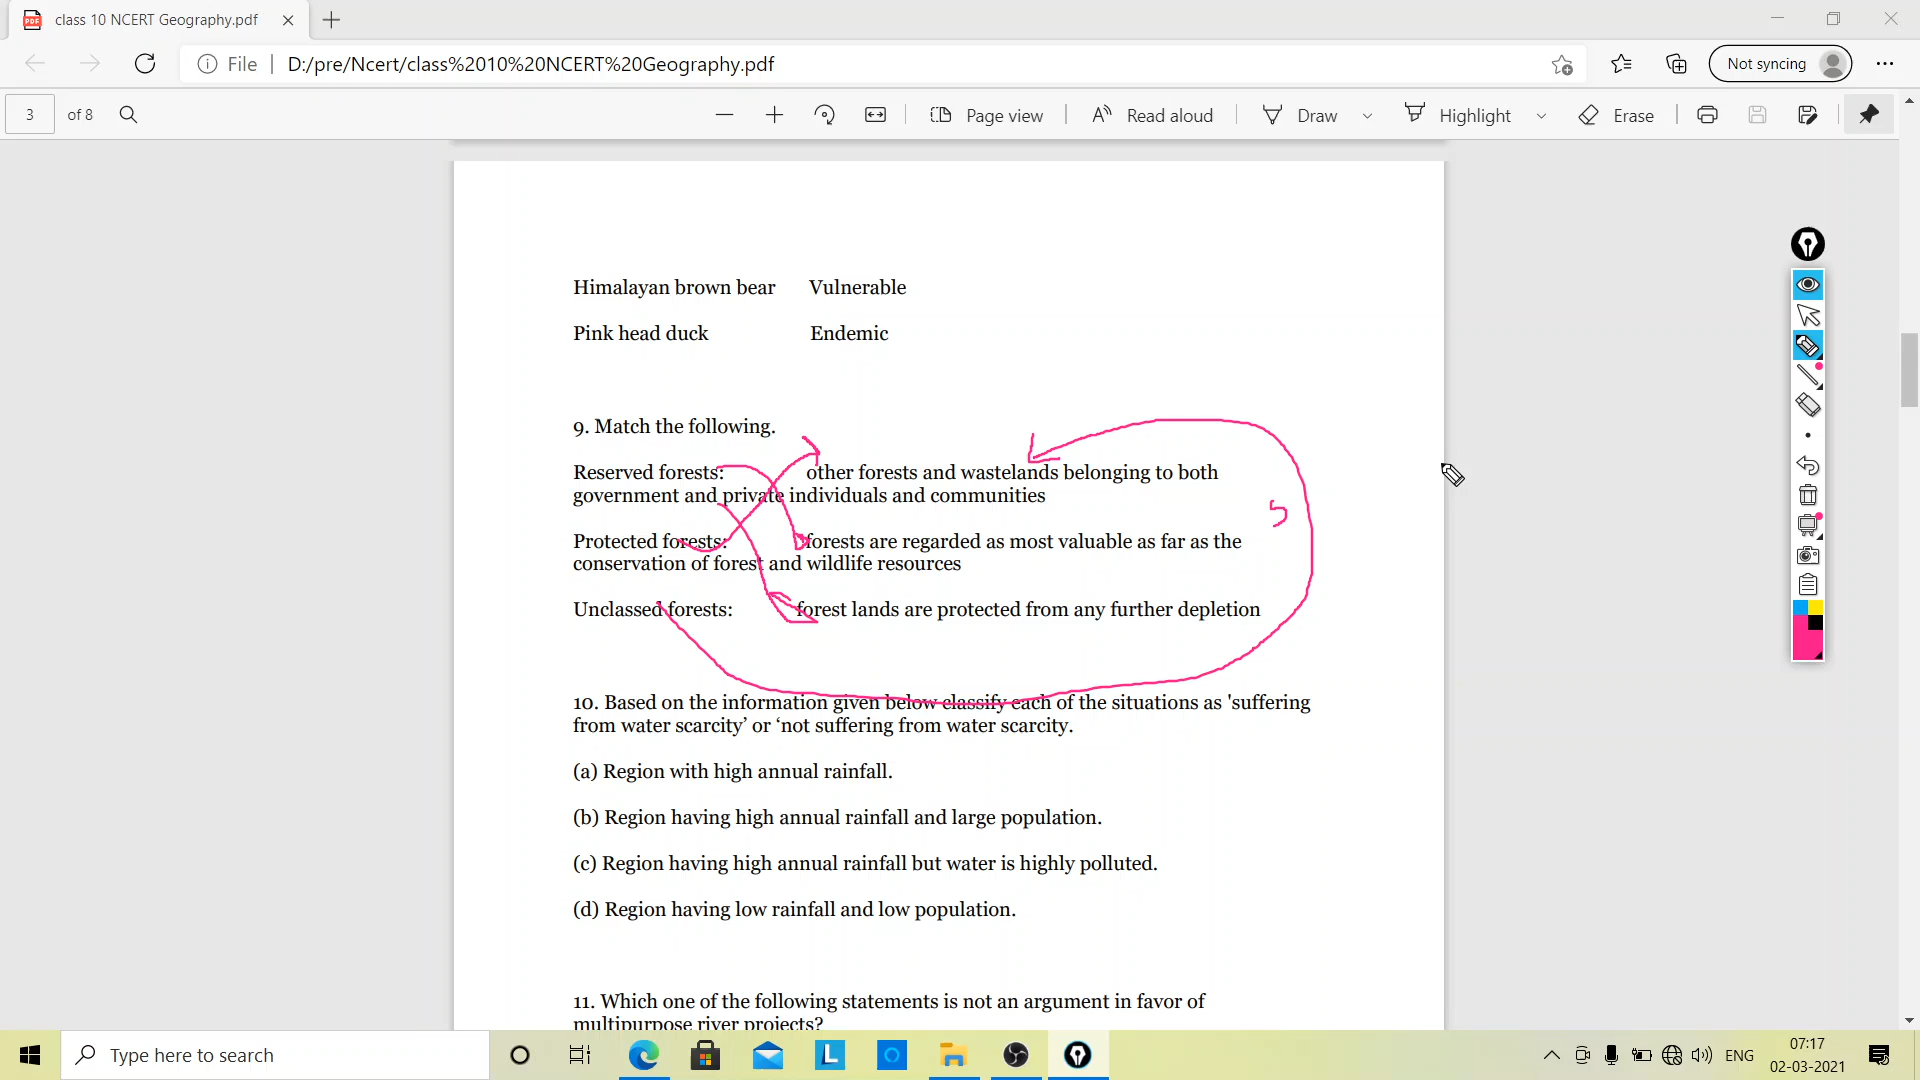 class 10 NCERT Geography.pdf
File
D:/pre/Ncert/class%2010%20NCERT%20Geography.pdf
Not syncing
3 of 8
Page view
Read aloud
Draw
Highlight
Erase
Himalayan brown bear Vulnerable
Pink head duck Endemic
9. Match the following.
Reserved forests: other forests and wastelands belonging to both
government and private individuals and communities
Protected forests: forests are regarded as most valuable as far as the
conservation of forest and wildlife resources
Unclassed forests: forest lands are protected from any further depletion
10. Based on the information given below classify each of the situations as 'suffering
from water scarcity’ or ‘not suffering from water scarcity.
(a) Region with high annual rainfall.
(b) Region having high annual rainfall and large population.
(c) Region having high annual rainfall but water is highly polluted.
(d) Region having low rainfall and low population.
11. Which one of the following statements is not an argument in favor of
multipurpose river projects?
Type here to search
ENG
07:17
02-03-2021